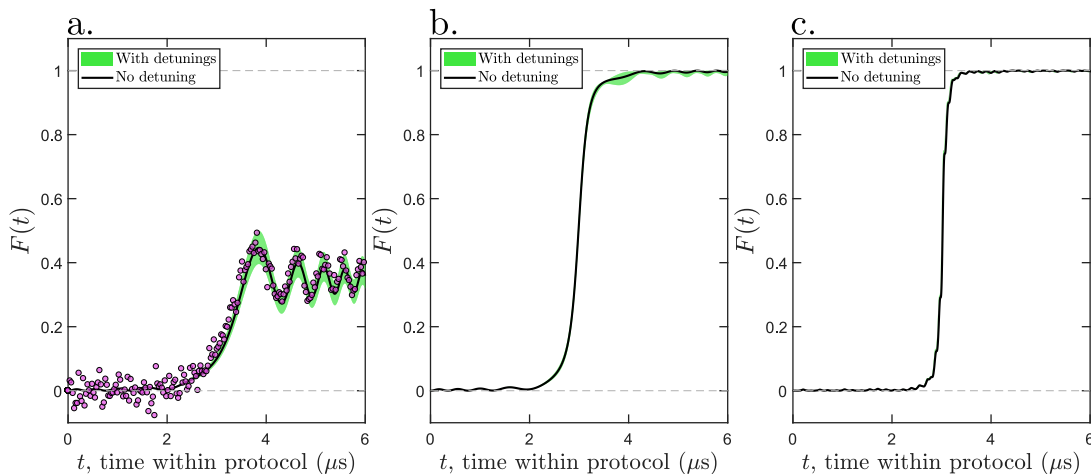 a.
With detunings
No detuning
1
0.8
0.6
0.4
0.2
0
F(t)
0 2 4 6
t, time within protocol (μs)
b.
With detunings
No detuning
1
0.8
0.6
0.4
0.2
0
F(t)
0 2 4 6
t, time within protocol (μs)
c.
With detunings
No detuning
1
0.8
0.6
0.4
0.2
0
F(t)
0 2 4 6
t, time within protocol (μs)